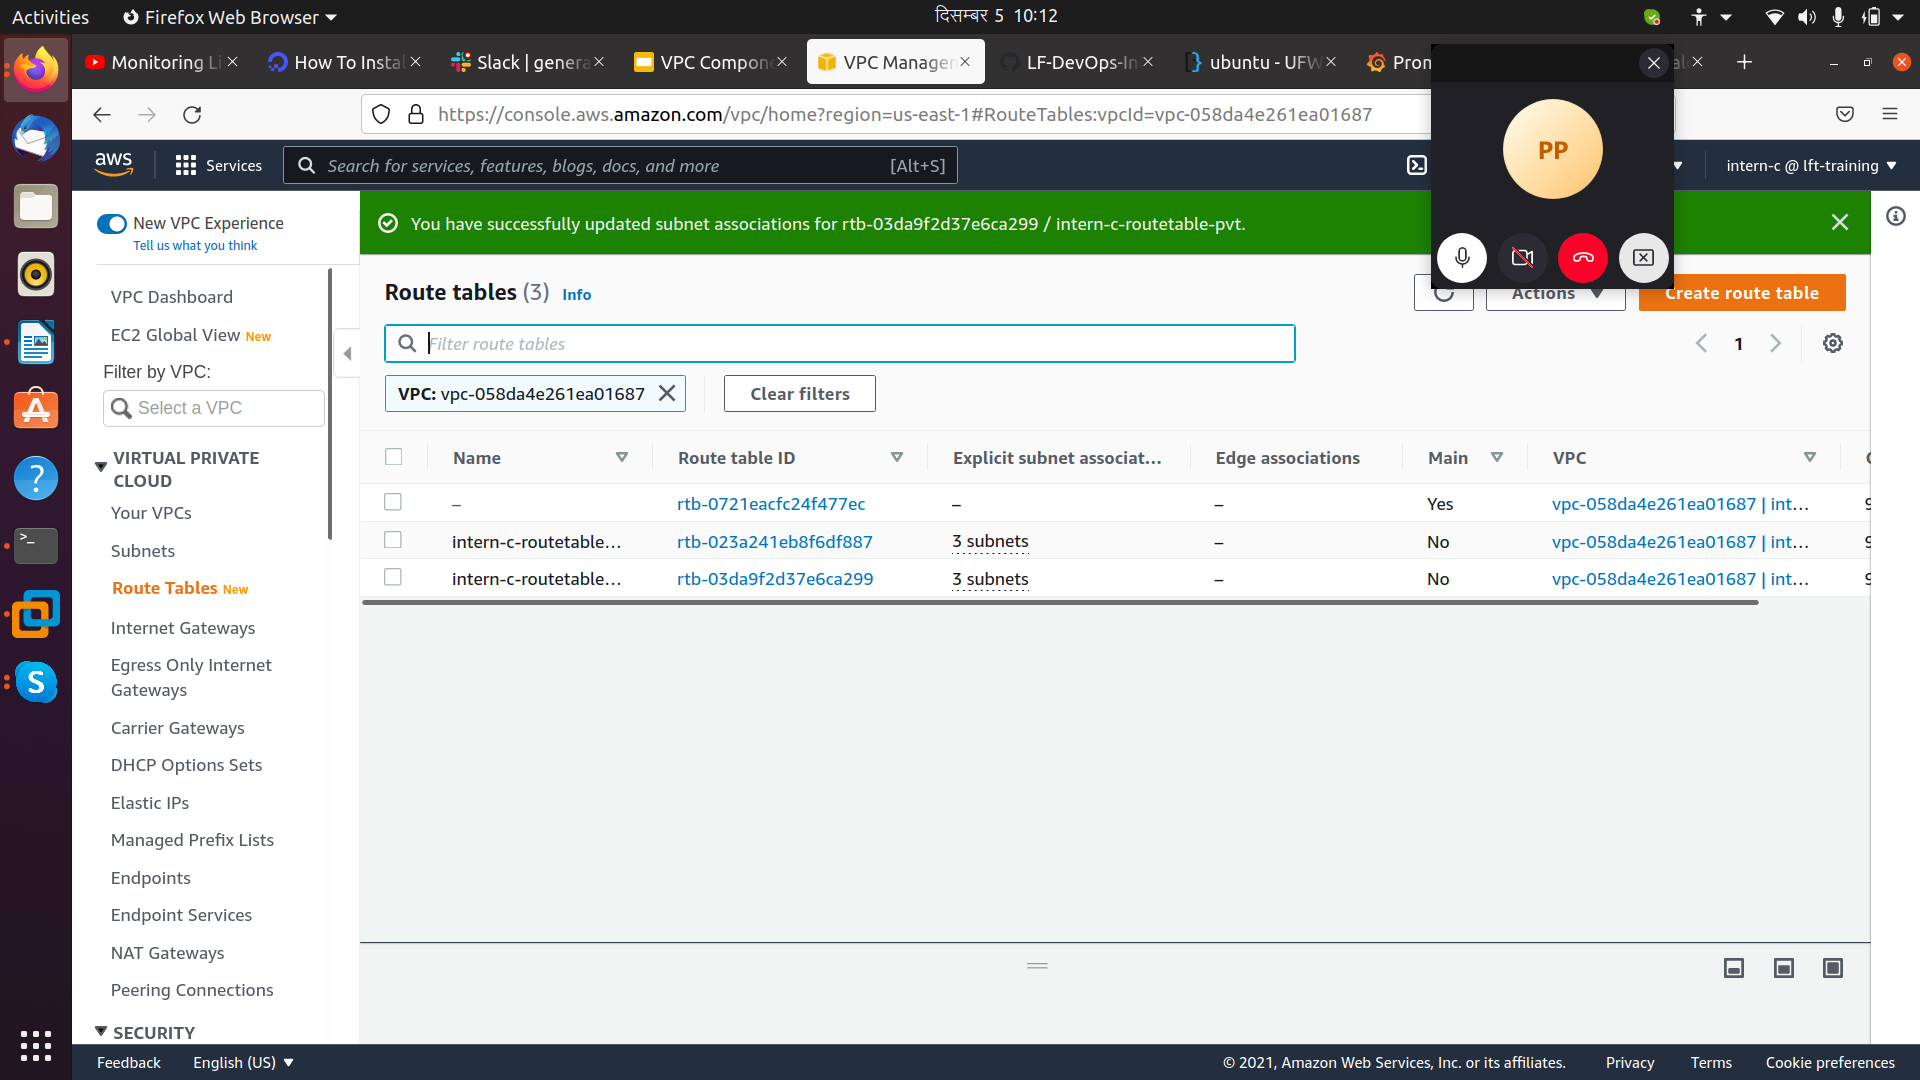 Activities
Firefox Web Browser
दिसम्बर 5 10:12
Monitoring Li
How To Instal
Slack | genera
VPC Compon
VPC Managem
LF-DevOps-In
ubuntu - UFW
Prom
https://console.aws.amazon.com/vpc/home?region=us-east-1#RouteTables:vpcId=vpc-058da4e261ea01687
aws
Services
Search for services, features, blogs, docs, and more
[Alt+S]
intern-c @ lft-training
PP
New VPC Experience
Tell us what you think
You have successfully updated subnet associations for rtb-03da9f2d37e6ca299 / intern-c-routetable-pvt.
VPC Dashboard
EC2 Global View New
Filter by VPC:
Select a VPC
VIRTUAL PRIVATE
CLOUD
Your VPCs
Subnets
Route Tables New
Internet Gateways
Egress Only Internet
Gateways
Carrier Gateways
DHCP Options Sets
Elastic IPs
Managed Prefix Lists
Endpoints
Endpoint Services
NAT Gateways
Peering Connections
SECURITY
Route tables (3) Info
Actions
Create route table
Filter route tables
1
VPC: vpc-058da4e261ea01687
Clear filters
Name Route table ID Explicit subnet associat... Edge associations Main VPC
– rtb-0721eacfc24f477ec – – Yes vpc-058da4e261ea01687 | int...
intern-c-routetable... rtb-023a241eb8f6df887 3 subnets – No vpc-058da4e261ea01687 | int...
intern-c-routetable... rtb-03da9f2d37e6ca299 3 subnets – No vpc-058da4e261ea01687 | int...
Feedback
English (US)
© 2021, Amazon Web Services, Inc. or its affiliates.
Privacy
Terms
Cookie preferences